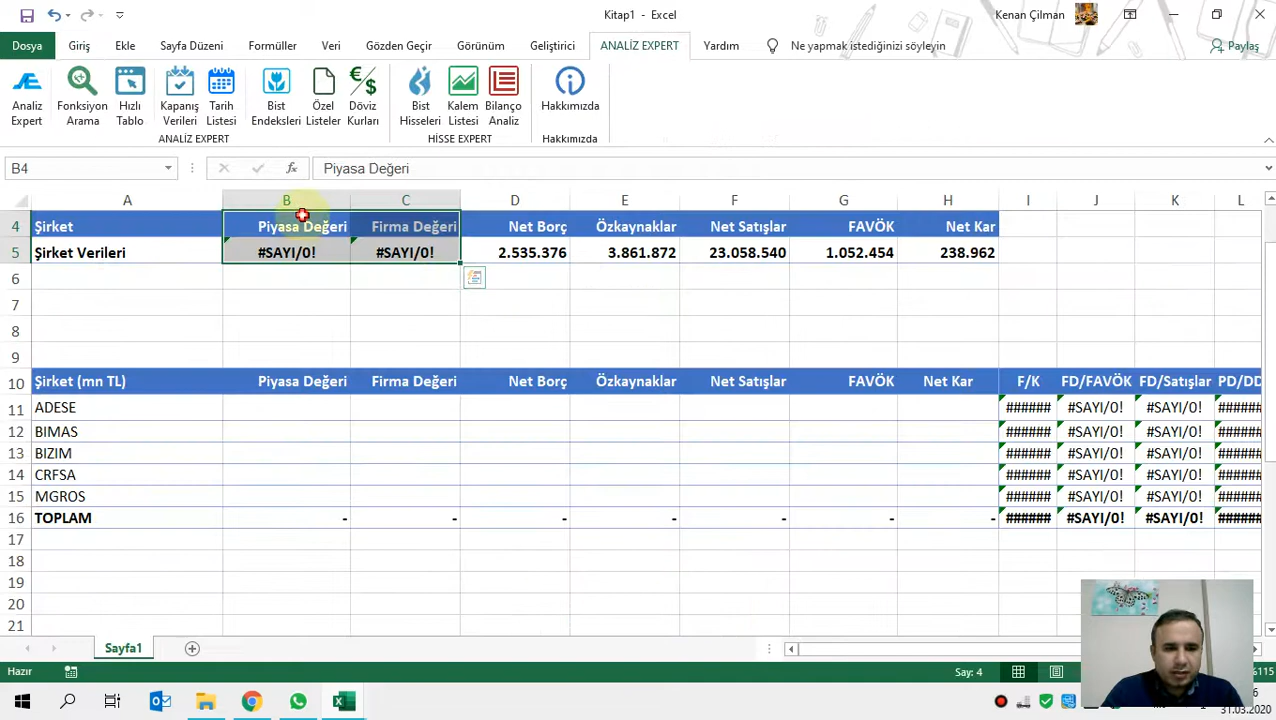 Kitap1 - Excel
Kenan Çilman
Dosya Giriş Ekle Sayfa Düzeni Formüller Veri Gözden Geçir Görünüm Geliştirici ANALİZ EXPERT Yardım Ne yapmak istediğinizi söyleyin Paylaş
Analiz Expert
Fonksiyon Arama
Hızlı Tablo
Kapanış Verileri
Tarih Listesi
Bist Endeksleri
Özel Listeler
Döviz Kurları
Bist Hisseleri
Kalem Listesi
Bilanço Analiz
Hakkımızda
ANALİZ EXPERT HİSSE EXPERT Hakkımızda
B4 fx Piyasa Değeri
A B C D E F G H I J K L
4 Şirket Piyasa Değeri Firma Değeri Net Borç Özkaynaklar Net Satışlar FAVÖK Net Kar
5 Şirket Verileri #SAYI/0! #SAYI/0! 2.535.376 3.861.872 23.058.540 1.052.454 238.962
6
7
8
9
10 Şirket (mn TL) Piyasa Değeri Firma Değeri Net Borç Özkaynaklar Net Satışlar FAVÖK Net Kar F/K FD/FAVÖK FD/Satışlar PD/DD
11 ADESE ###### #SAYI/0! #SAYI/0! ######
12 BIMAS ###### #SAYI/0! #SAYI/0! ######
13 BIZIM ###### #SAYI/0! #SAYI/0! ######
14 CRFSA ###### #SAYI/0! #SAYI/0! ######
15 MGROS ###### #SAYI/0! #SAYI/0! ######
16 TOPLAM - - - - - - - ###### #SAYI/0! #SAYI/0! ######
17
18
19
20
21
Sayfa1
Hazır Say: 4 %115
31.03.2020